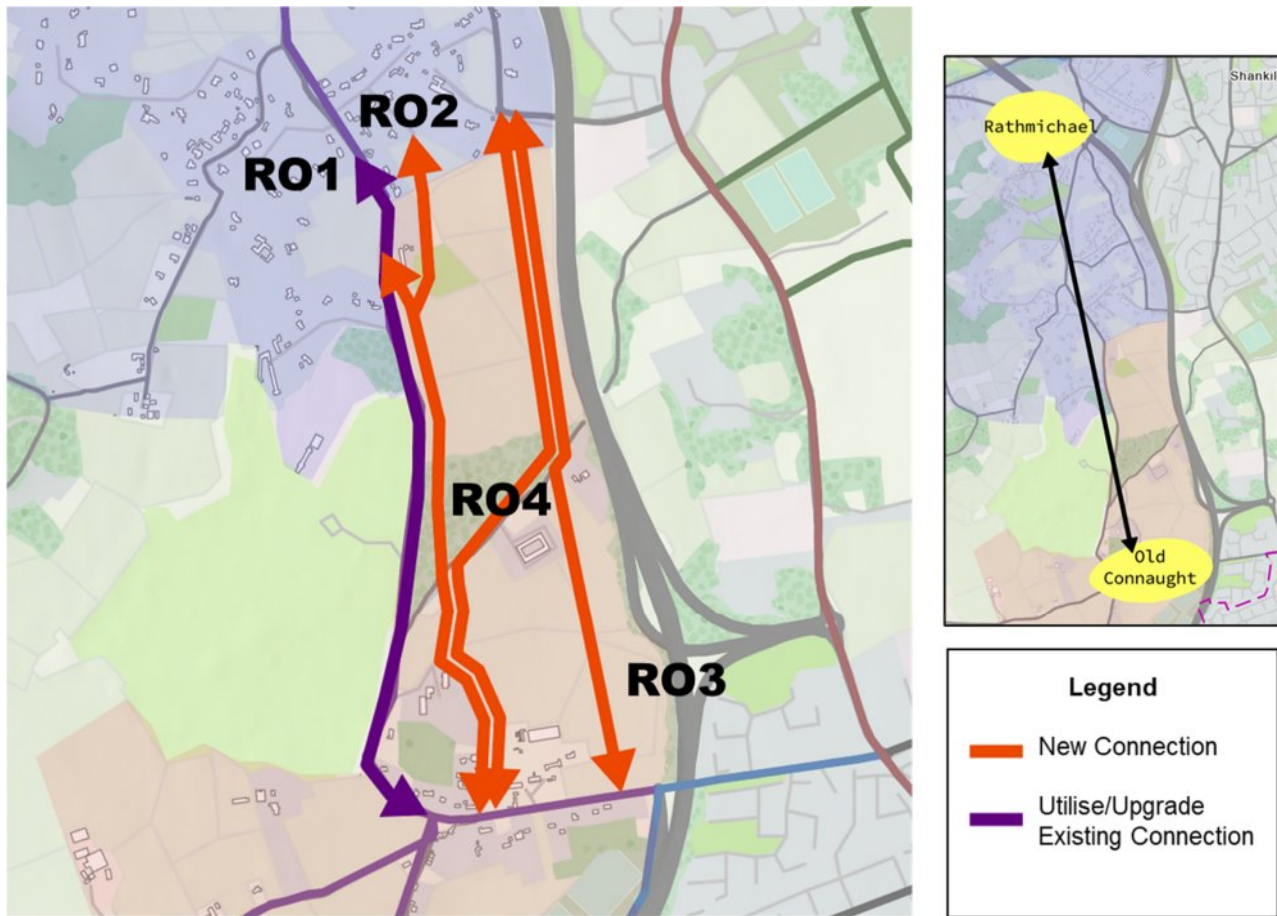 RO2
RO1
RO4
RO3
Shankil
Rathmichael
Old
Connaught
Legend
New Connection
Utilise/Upgrade
Existing Connection